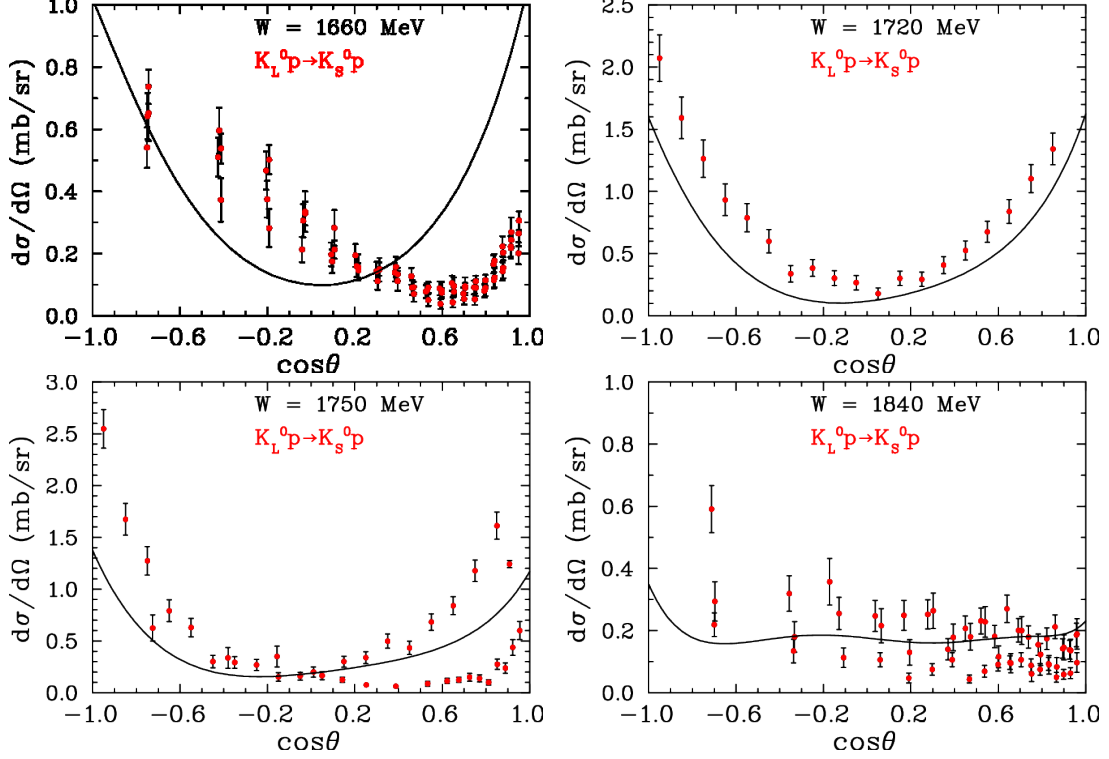 W = 1660 MeV
K_L^0p→K_S^0p
dσ/dΩ (mb/sr)
1.0
0.8
0.6
0.4
0.2
0.0
−1.0 −0.6 −0.2 0.2 0.6 1.0
cosθ
W = 1720 MeV
K_L^0p→K_S^0p
dσ/dΩ (mb/sr)
2.5
2.0
1.5
1.0
0.5
0.0
−1.0 −0.6 −0.2 0.2 0.6 1.0
cosθ
W = 1750 MeV
K_L^0p→K_S^0p
dσ/dΩ (mb/sr)
3.0
2.5
2.0
1.5
1.0
0.5
0.0
−1.0 −0.6 −0.2 0.2 0.6 1.0
cosθ
W = 1840 MeV
K_L^0p→K_S^0p
dσ/dΩ (mb/sr)
1.0
0.8
0.6
0.4
0.2
0.0
−1.0 −0.6 −0.2 0.2 0.6 1.0
cosθ